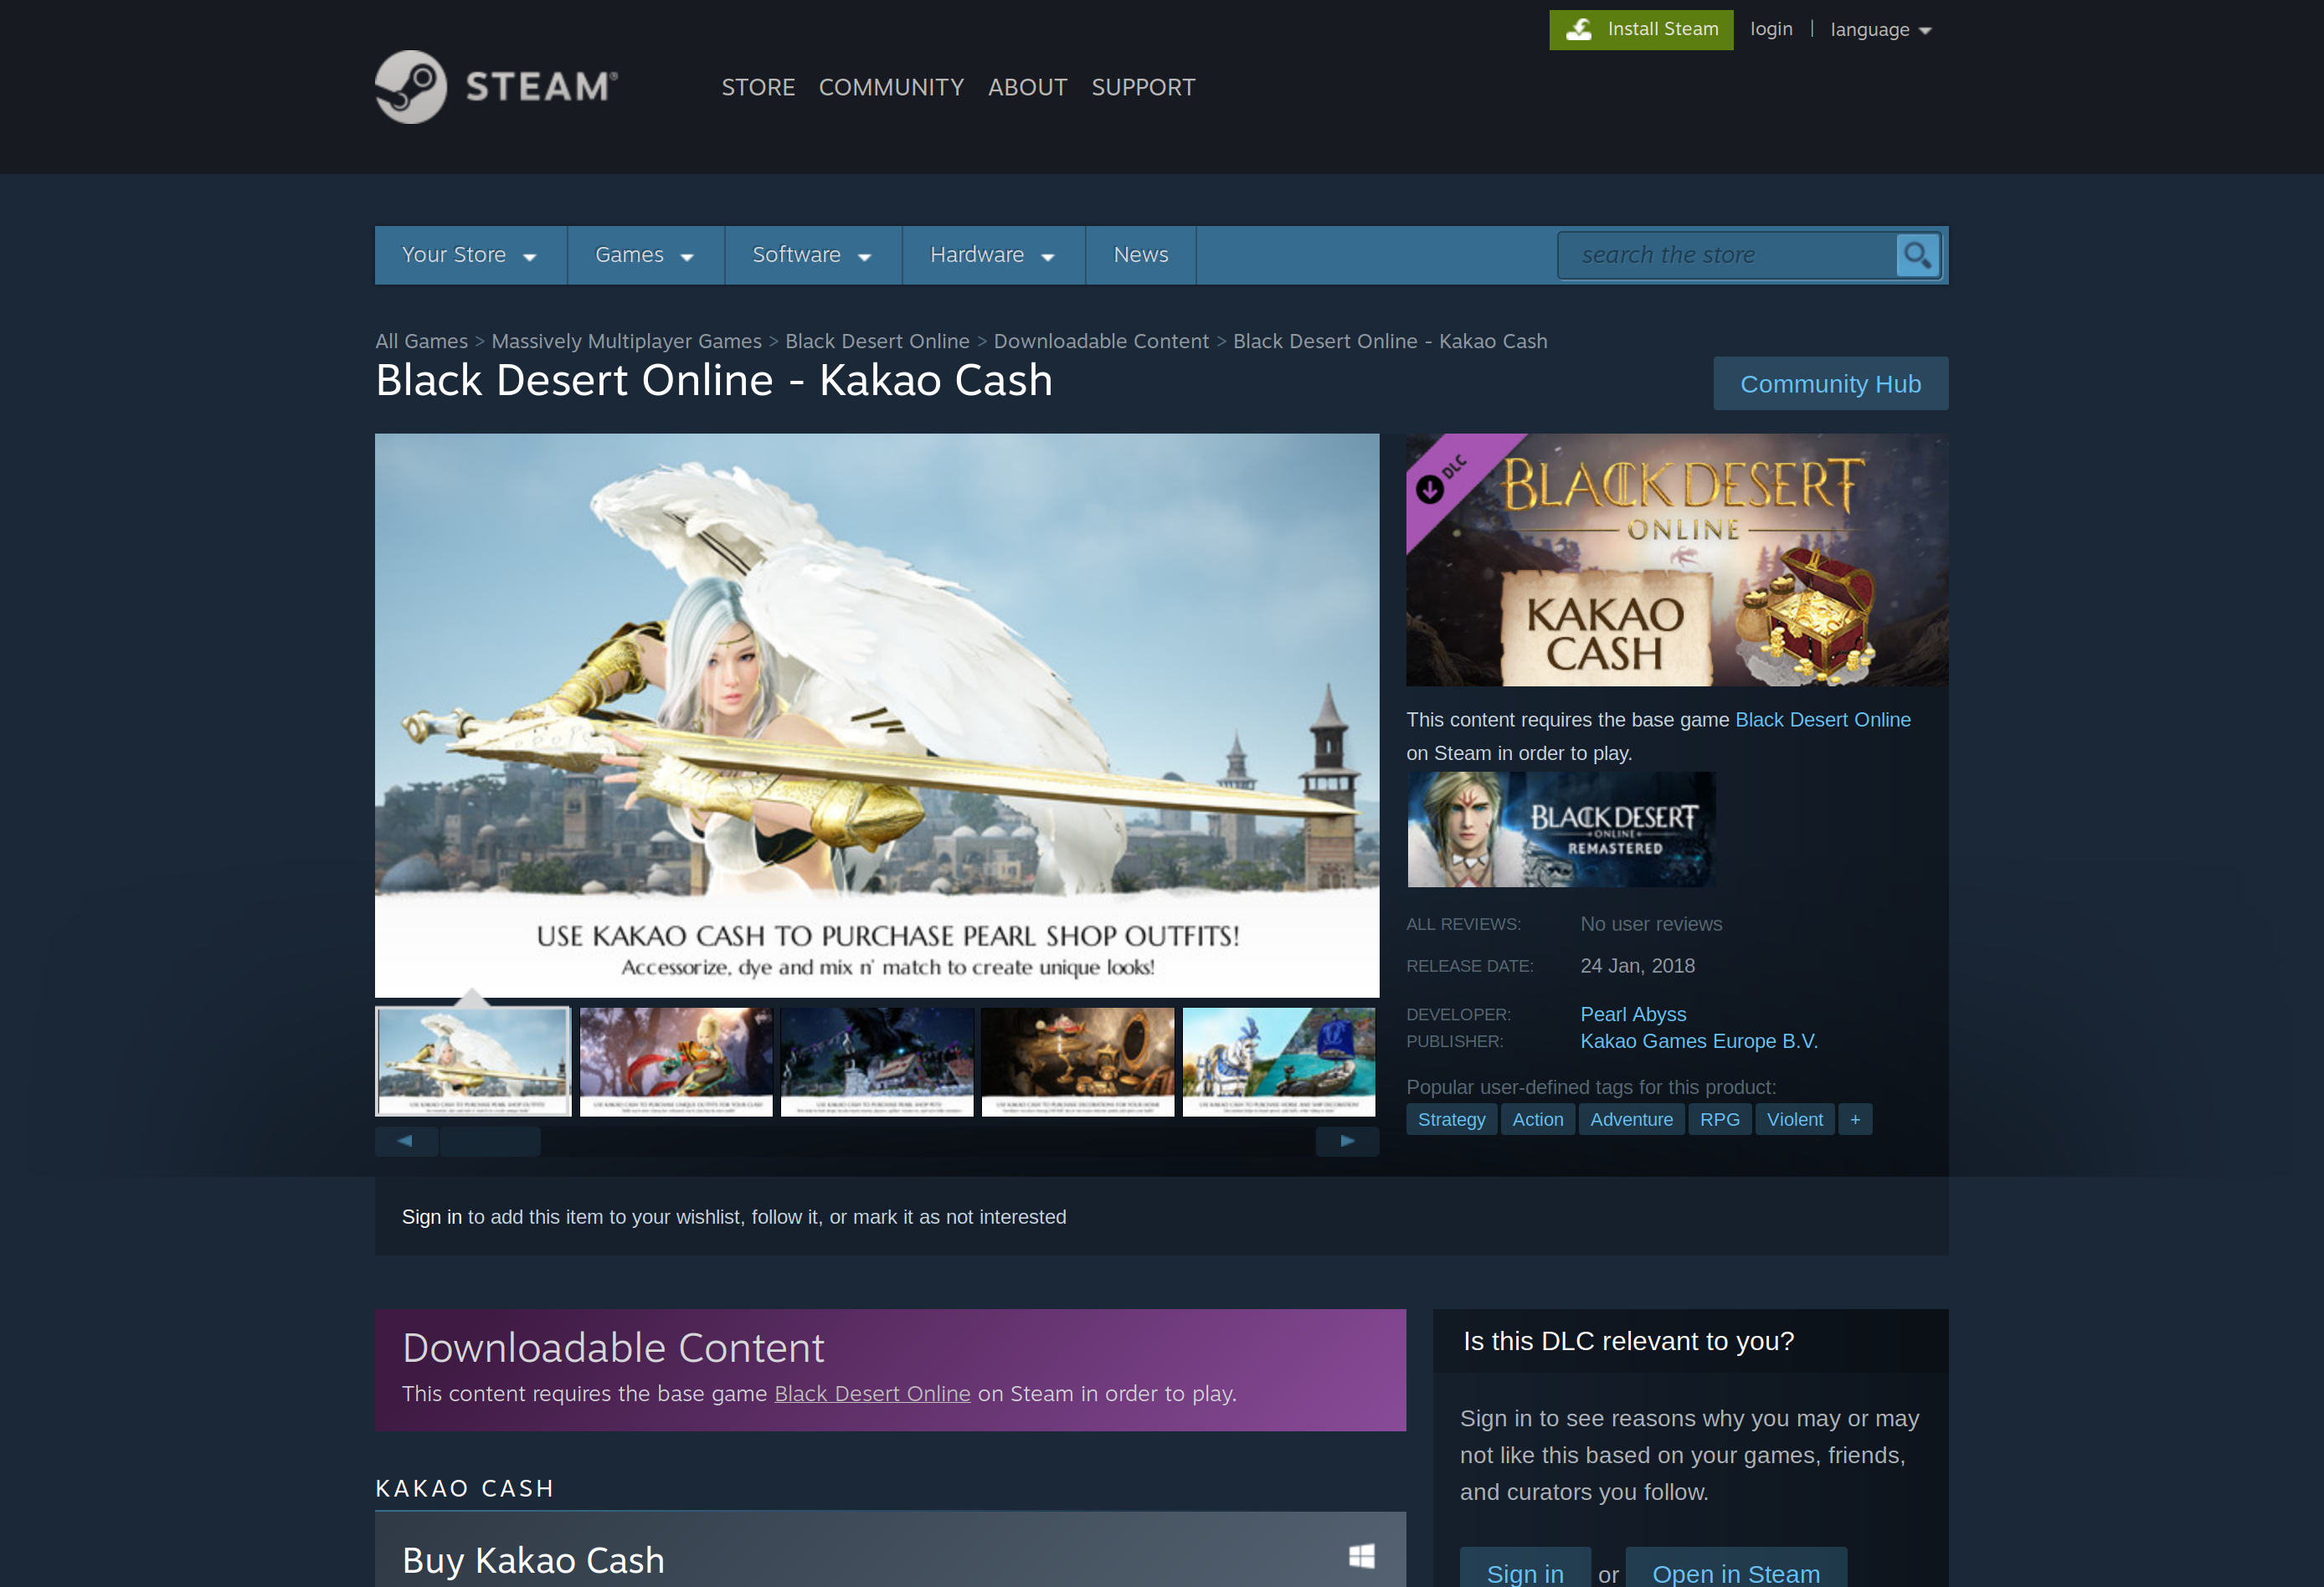 Install Steam
login | language
STEAM®
STORE COMMUNITY ABOUT SUPPORT
Your Store Games Software Hardware News
search the store
All Games > Massively Multiplayer Games > Black Desert Online > Downloadable Content > Black Desert Online - Kakao Cash
Black Desert Online - Kakao Cash
Community Hub
USE KAKAO CASH TO PURCHASE PEARL SHOP OUTFITS!
Accessorize, dye and mix n' match to create unique looks!
DLC
BLACK DESERT
ONLINE
KAKAO
CASH
This content requires the base game Black Desert Online
on Steam in order to play.
BLACK DESERT
ONLINE
REMASTERED
ALL REVIEWS: No user reviews
RELEASE DATE: 24 Jan, 2018
DEVELOPER: Pearl Abyss
PUBLISHER: Kakao Games Europe B.V.
Popular user-defined tags for this product:
Strategy Action Adventure RPG Violent +
Sign in to add this item to your wishlist, follow it, or mark it as not interested
Downloadable Content
This content requires the base game Black Desert Online on Steam in order to play.
KAKAO CASH
Buy Kakao Cash
Is this DLC relevant to you?
Sign in to see reasons why you may or may
not like this based on your games, friends,
and curators you follow.
Sign in or Open in Steam